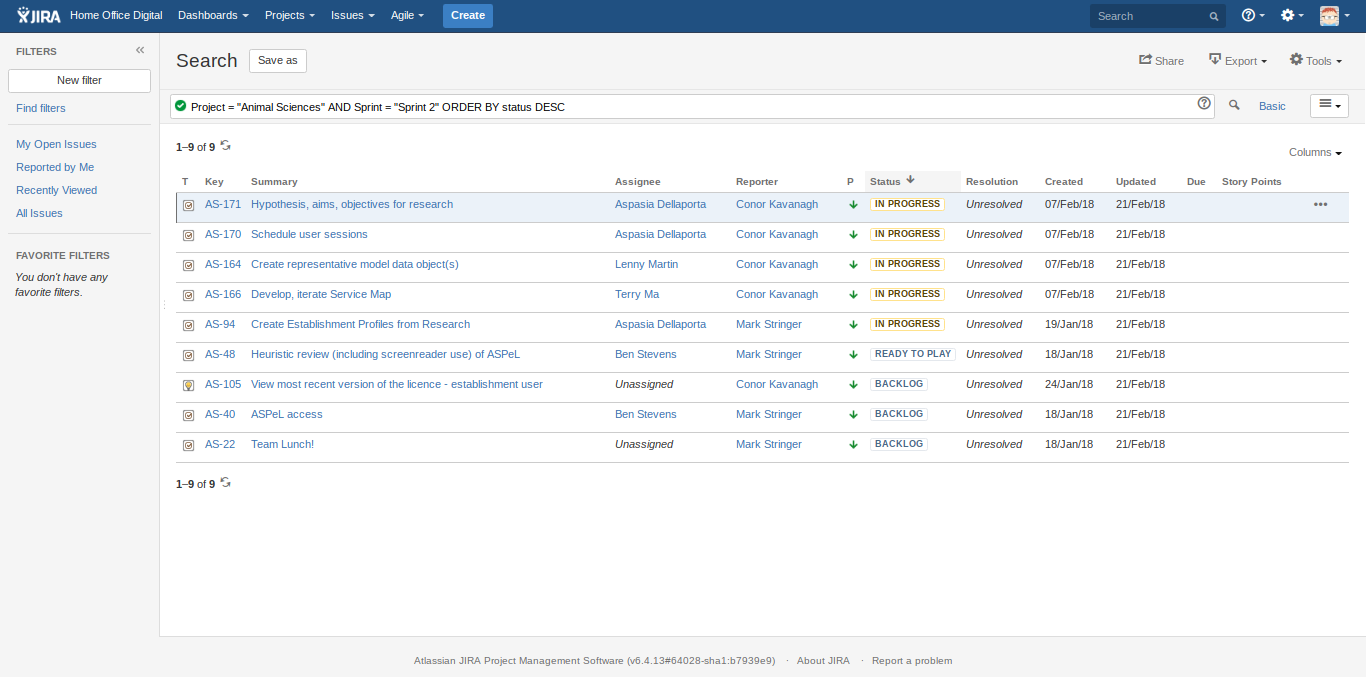 JIRA Home Office Digital Dashboards Projects Issues Agile Create Search
FILTERS
New filter
Find filters
My Open Issues
Reported by Me
Recently Viewed
All Issues
FAVORITE FILTERS
You don't have any
favorite filters.
Search Save as Share Export Tools
Project = "Animal Sciences" AND Sprint = "Sprint 2" ORDER BY status DESC Basic
1–9 of 9
Columns
T Key Summary Assignee Reporter P Status Resolution Created Updated Due Story Points
AS-171 Hypothesis, aims, objectives for research Aspasia Dellaporta Conor Kavanagh IN PROGRESS Unresolved 07/Feb/18 21/Feb/18
AS-170 Schedule user sessions Aspasia Dellaporta Conor Kavanagh IN PROGRESS Unresolved 07/Feb/18 21/Feb/18
AS-164 Create representative model data object(s) Lenny Martin Conor Kavanagh IN PROGRESS Unresolved 07/Feb/18 21/Feb/18
AS-166 Develop, iterate Service Map Terry Ma Conor Kavanagh IN PROGRESS Unresolved 07/Feb/18 21/Feb/18
AS-94 Create Establishment Profiles from Research Aspasia Dellaporta Mark Stringer IN PROGRESS Unresolved 19/Jan/18 21/Feb/18
AS-48 Heuristic review (including screenreader use) of ASPeL Ben Stevens Mark Stringer READY TO PLAY Unresolved 18/Jan/18 21/Feb/18
AS-105 View most recent version of the licence - establishment user Unassigned Conor Kavanagh BACKLOG Unresolved 24/Jan/18 21/Feb/18
AS-40 ASPeL access Ben Stevens Mark Stringer BACKLOG Unresolved 18/Jan/18 21/Feb/18
AS-22 Team Lunch! Unassigned Mark Stringer BACKLOG Unresolved 18/Jan/18 21/Feb/18
1–9 of 9
Atlassian JIRA Project Management Software (v6.4.13#64028-sha1:b7939e9) · About JIRA · Report a problem